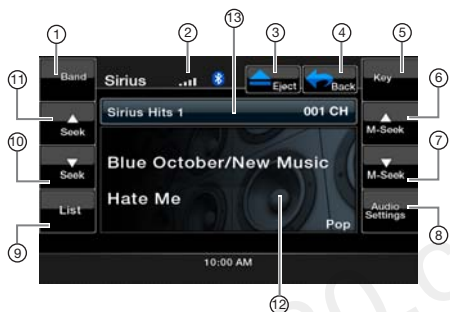 1 2 13 3 4 5
Band Sirius Eject Back Key
11 6
Sirius Hits 1 001 CH
Seek M-Seek
10 7
Blue October/New Music
Seek M-Seek
Hate Me
List Audio Settings
9 Pop 8
10:00 AM
12